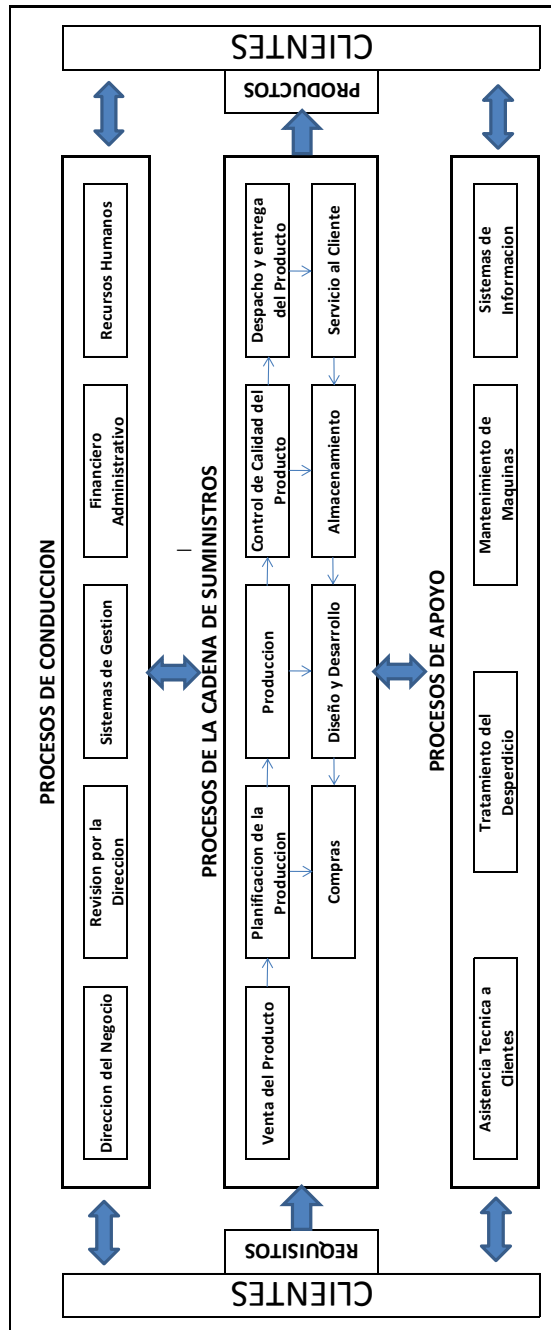 CLIENTES
REQUISITOS
PROCESOS DE CONDUCCION
Direccion del Negocio
Revision por la
Direccion
Sistemas de Gestion
Financiero
Administrativo
Recursos Humanos
PROCESOS DE LA CADENA DE SUMINISTROS
Venta del Producto
Planificacion de la
Produccion
Produccion
Control de Calidad del
Producto
Despacho y entrega
del Producto
Compras
Diseño y Desarrollo
Almacenamiento
Servicio al Cliente
PROCESOS DE APOYO
Asistencia Tecnica a
Clientes
Tratamiento del
Desperdicio
Mantenimiento de
Maquinas
Sistemas de
Informacion
PRODUCTOS
CLIENTES